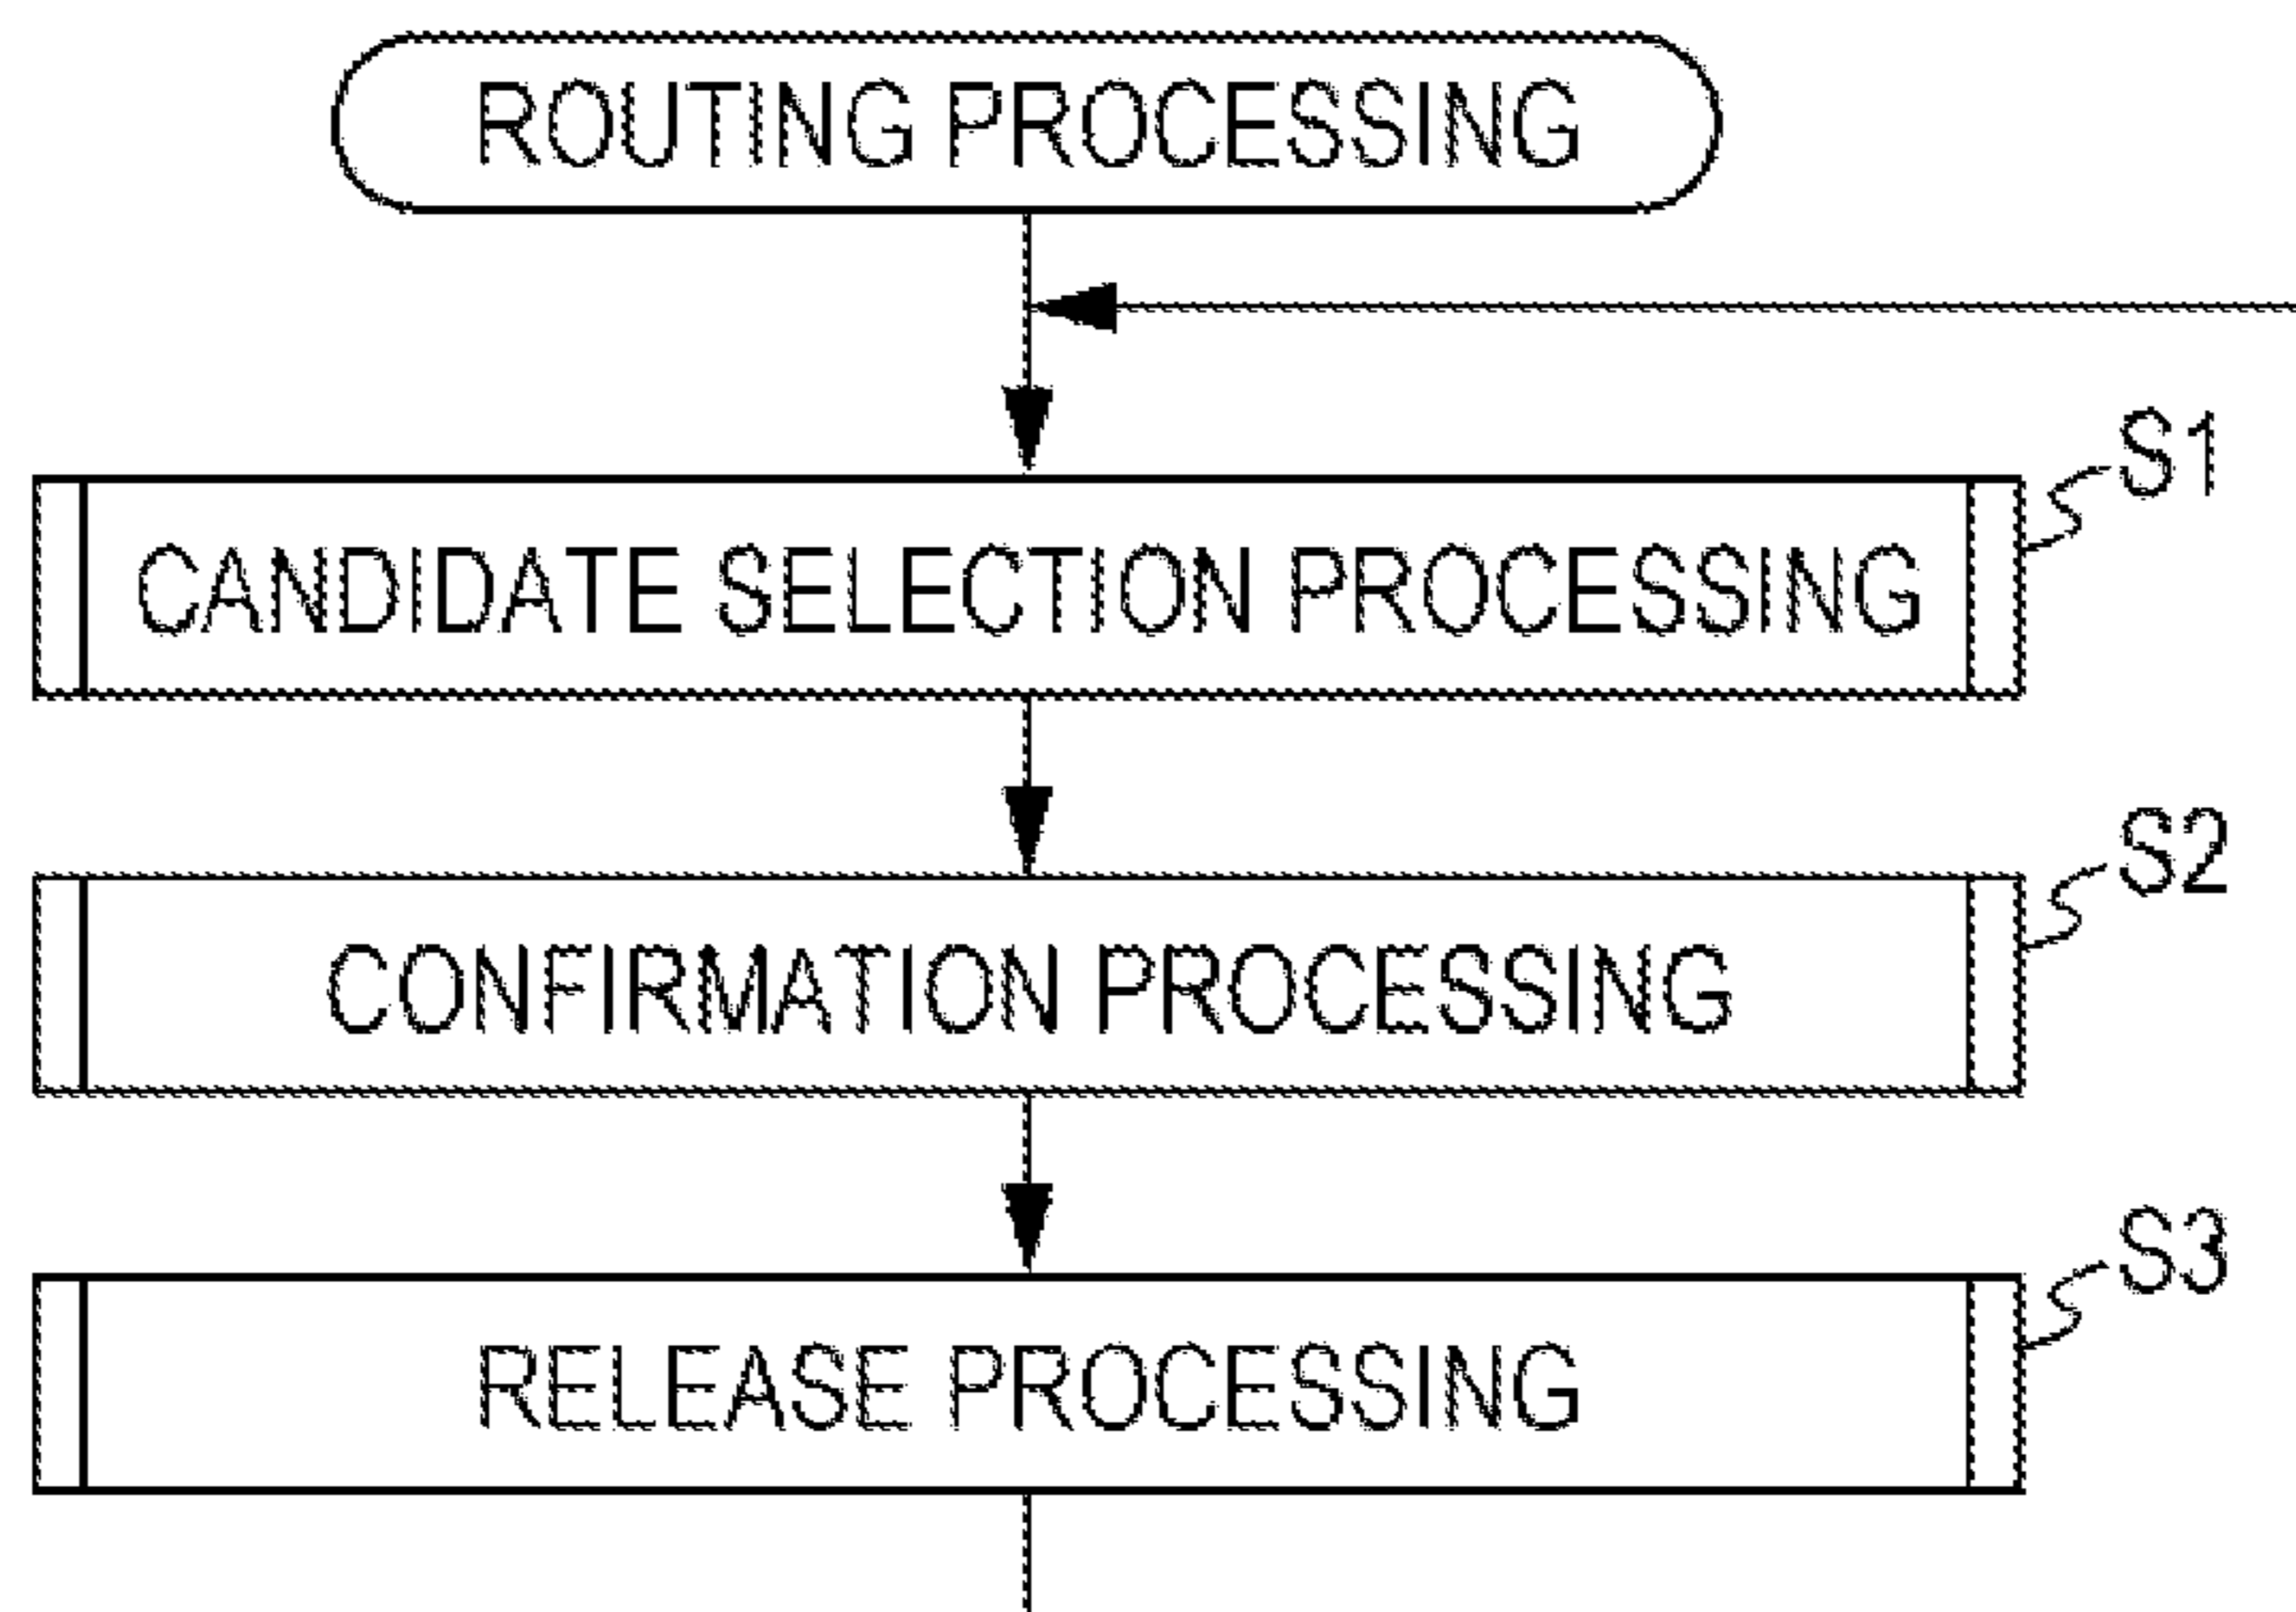 ROUTING PROCESSING
S1
CANDIDATE SELECTION PROCESSING
S2
CONFIRMATION PROCESSING
S3
RELEASE PROCESSING